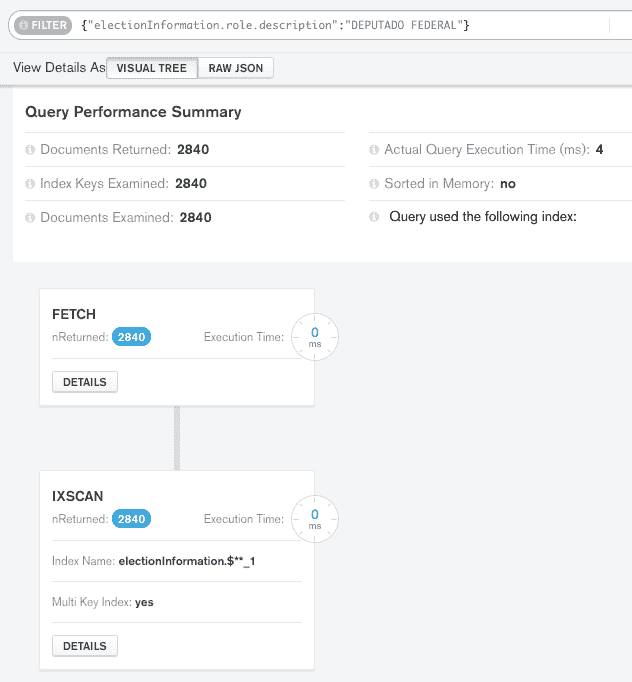 FILTER {"electionInformation.role.description":"DEPUTADO FEDERAL"}
View Details As VISUAL TREE RAW JSON
Query Performance Summary
Documents Returned: 2840
Actual Query Execution Time (ms): 4
Index Keys Examined: 2840
Sorted in Memory: no
Documents Examined: 2840
Query used the following index:
FETCH
nReturned: 2840 Execution Time: 0 ms
DETAILS
IXSCAN
nReturned: 2840 Execution Time: 0 ms
Index Name: electionInformation.$**_1
Multi Key Index: yes
DETAILS